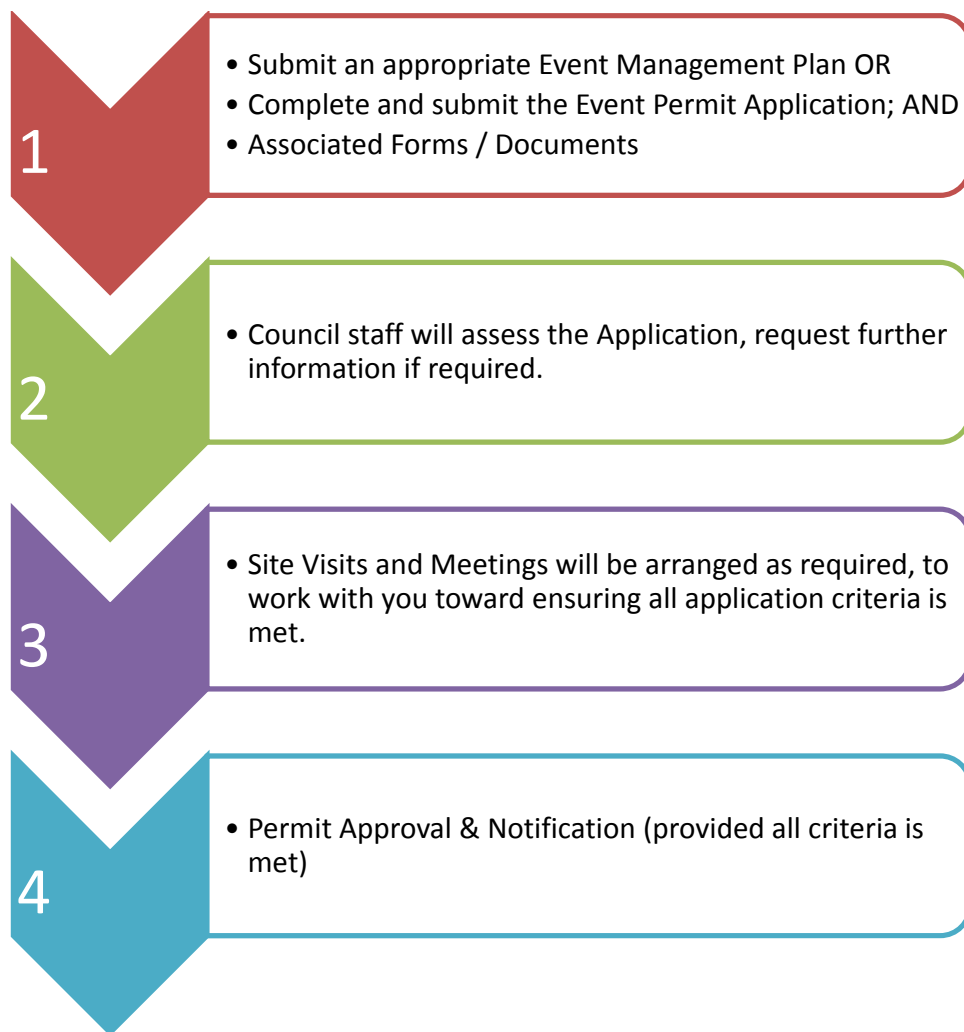 1
• Submit an appropriate Event Management Plan OR
• Complete and submit the Event Permit Application; AND
• Associated Forms / Documents
2
• Council staff will assess the Application, request further
information if required.
3
• Site Visits and Meetings will be arranged as required, to
work with you toward ensuring all application criteria is
met.
4
• Permit Approval & Notification (provided all criteria is
met)